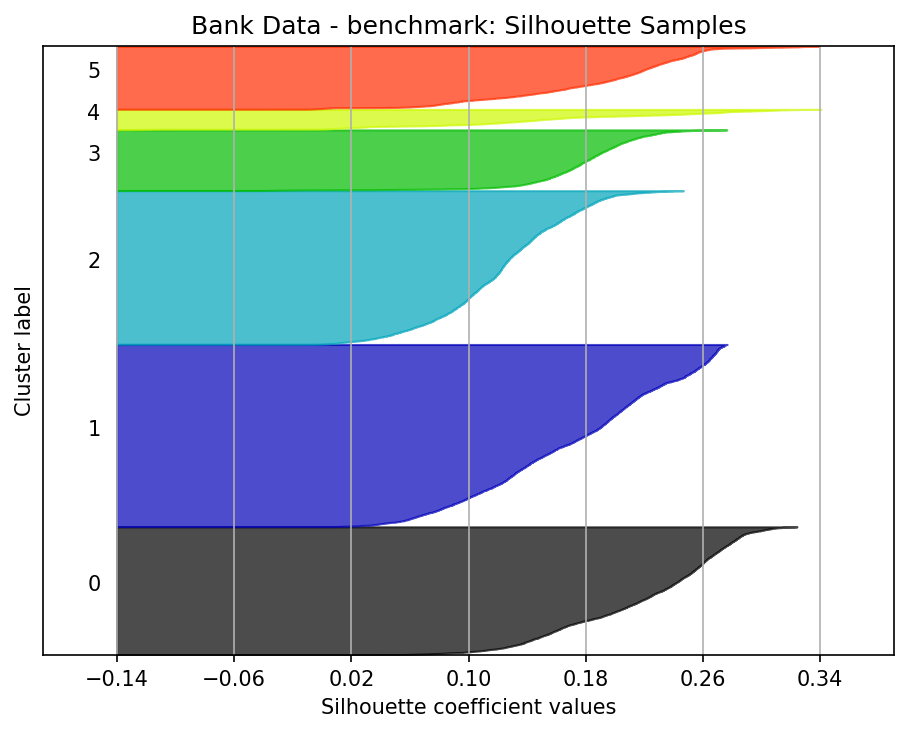 Bank Data - benchmark: Silhouette Samples
5
4
3
2
1
0
Cluster label
−0.14 −0.06 0.02 0.10 0.18 0.26 0.34
Silhouette coefficient values